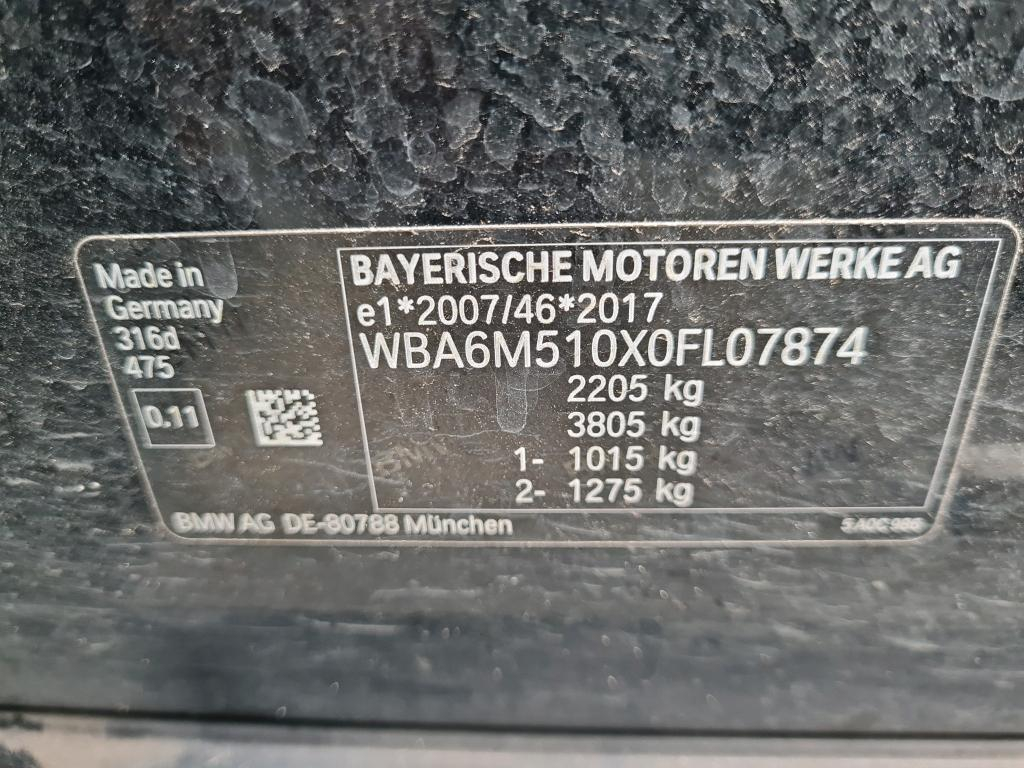 Made in
Germany
316d
475
0.11
BAYERISCHE MOTOREN WERKE AG
e1*2007/46*2017
WBA6M510X0FL07874
2205 kg
3805 kg
1- 1015 kg
2- 1275 kg
BMW AG DE-80788 München
5A0C986